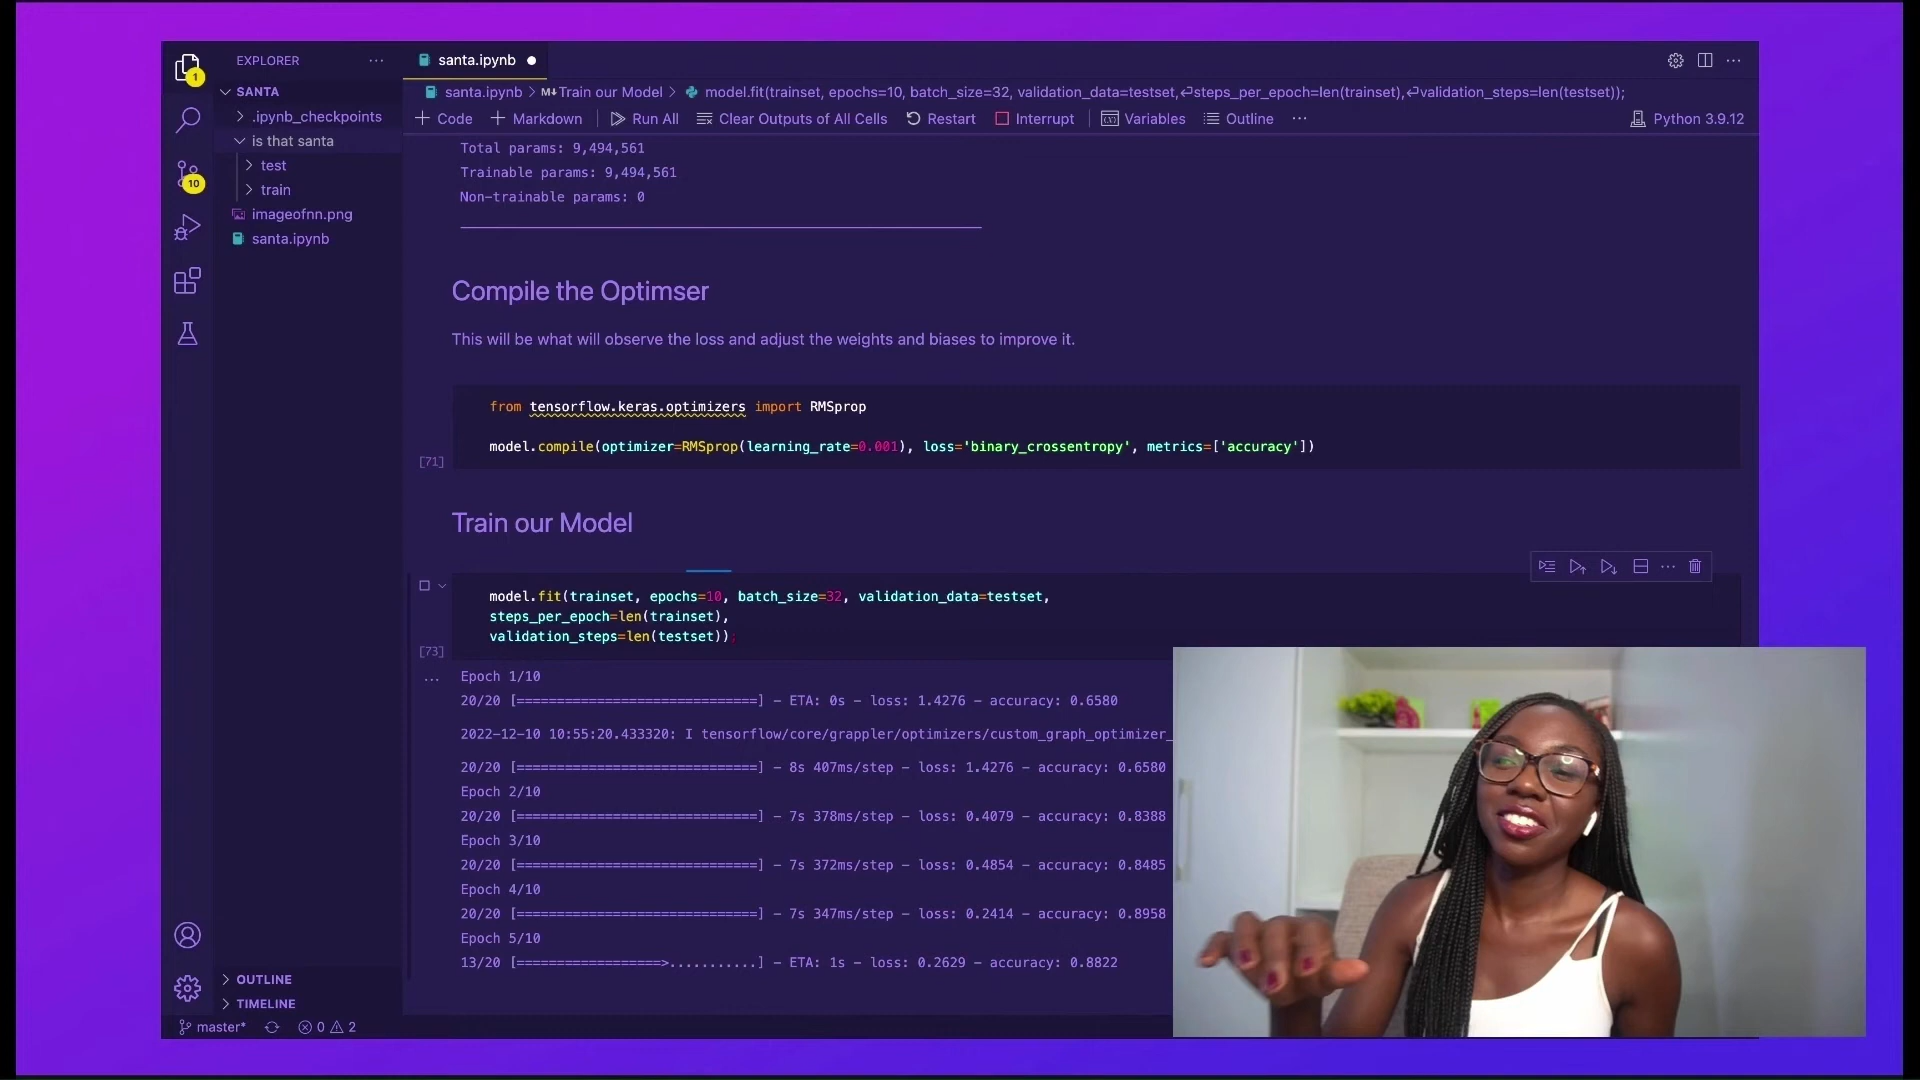 EXPLORER
santa.ipynb
1
SANTA
.ipynb_checkpoints
is that santa
test
train
imageofnn.png
santa.ipynb
10
santa.ipynb > M↓Train our Model > model.fit(trainset, epochs=10, batch_size=32, validation_data=testset,⏎steps_per_epoch=len(trainset),⏎validation_steps=len(testset));
+ Code + Markdown Run All Clear Outputs of All Cells Restart Interrupt Variables Outline ··· Python 3.9.12
Total params: 9,494,561
Trainable params: 9,494,561
Non-trainable params: 0
Compile the Optimser
This will be what will observe the loss and adjust the weights and biases to improve it.
from tensorflow.keras.optimizers import RMSprop
model.compile(optimizer=RMSprop(learning_rate=0.001), loss='binary_crossentropy', metrics=['accuracy'])
[71]
Train our Model
model.fit(trainset, epochs=10, batch_size=32, validation_data=testset,
steps_per_epoch=len(trainset),
validation_steps=len(testset));
[73]
Epoch 1/10
20/20 [==============================] - ETA: 0s - loss: 1.4276 - accuracy: 0.6580
2022-12-10 10:55:20.433320: I tensorflow/core/grappler/optimizers/custom_graph_optimizer_
20/20 [==============================] - 8s 407ms/step - loss: 1.4276 - accuracy: 0.6580
Epoch 2/10
20/20 [==============================] - 7s 378ms/step - loss: 0.4079 - accuracy: 0.8388
Epoch 3/10
20/20 [==============================] - 7s 372ms/step - loss: 0.4854 - accuracy: 0.8485
Epoch 4/10
20/20 [==============================] - 7s 347ms/step - loss: 0.2414 - accuracy: 0.8958
Epoch 5/10
13/20 [==================>...........] - ETA: 1s - loss: 0.2629 - accuracy: 0.8822
OUTLINE
TIMELINE
master* 0 2